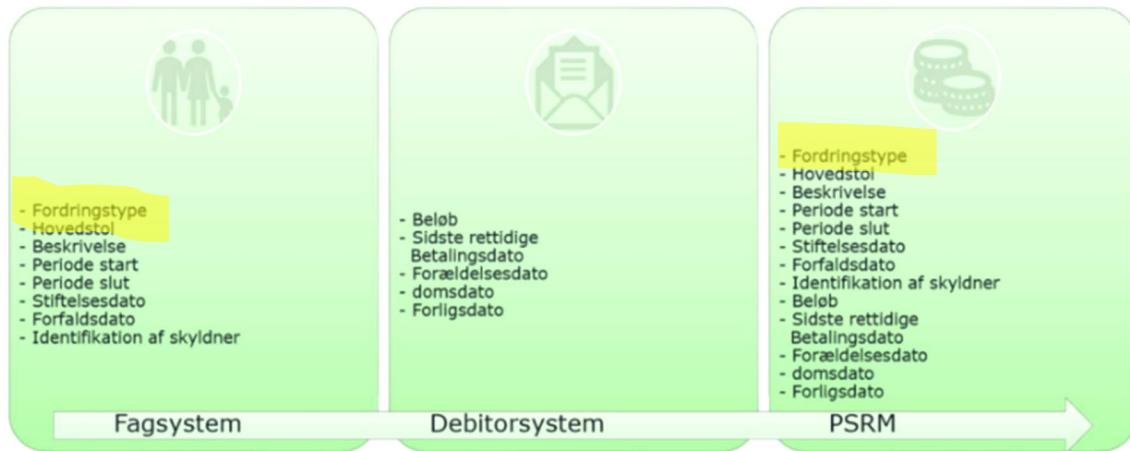 - Fordringstype
- Hovedstol
- Beskrivelse
- Periode start
- Periode slut
- Stiftelsesdato
- Forfaldsdato
- Identifikation af skyldner
Fagsystem
- Beløb
- Sidste rettidige
Betalingsdato
- Forældelsesdato
- domsdato
- Forligsdato
Debitorsystem
- Fordringstype
- Hovedstol
- Beskrivelse
- Periode start
- Periode slut
- Stiftelsesdato
- Forfaldsdato
- Identifikation af skyldner
- Beløb
- Sidste rettidige
Betalingsdato
- Forældelsesdato
- domsdato
- Forligsdato
PSRM